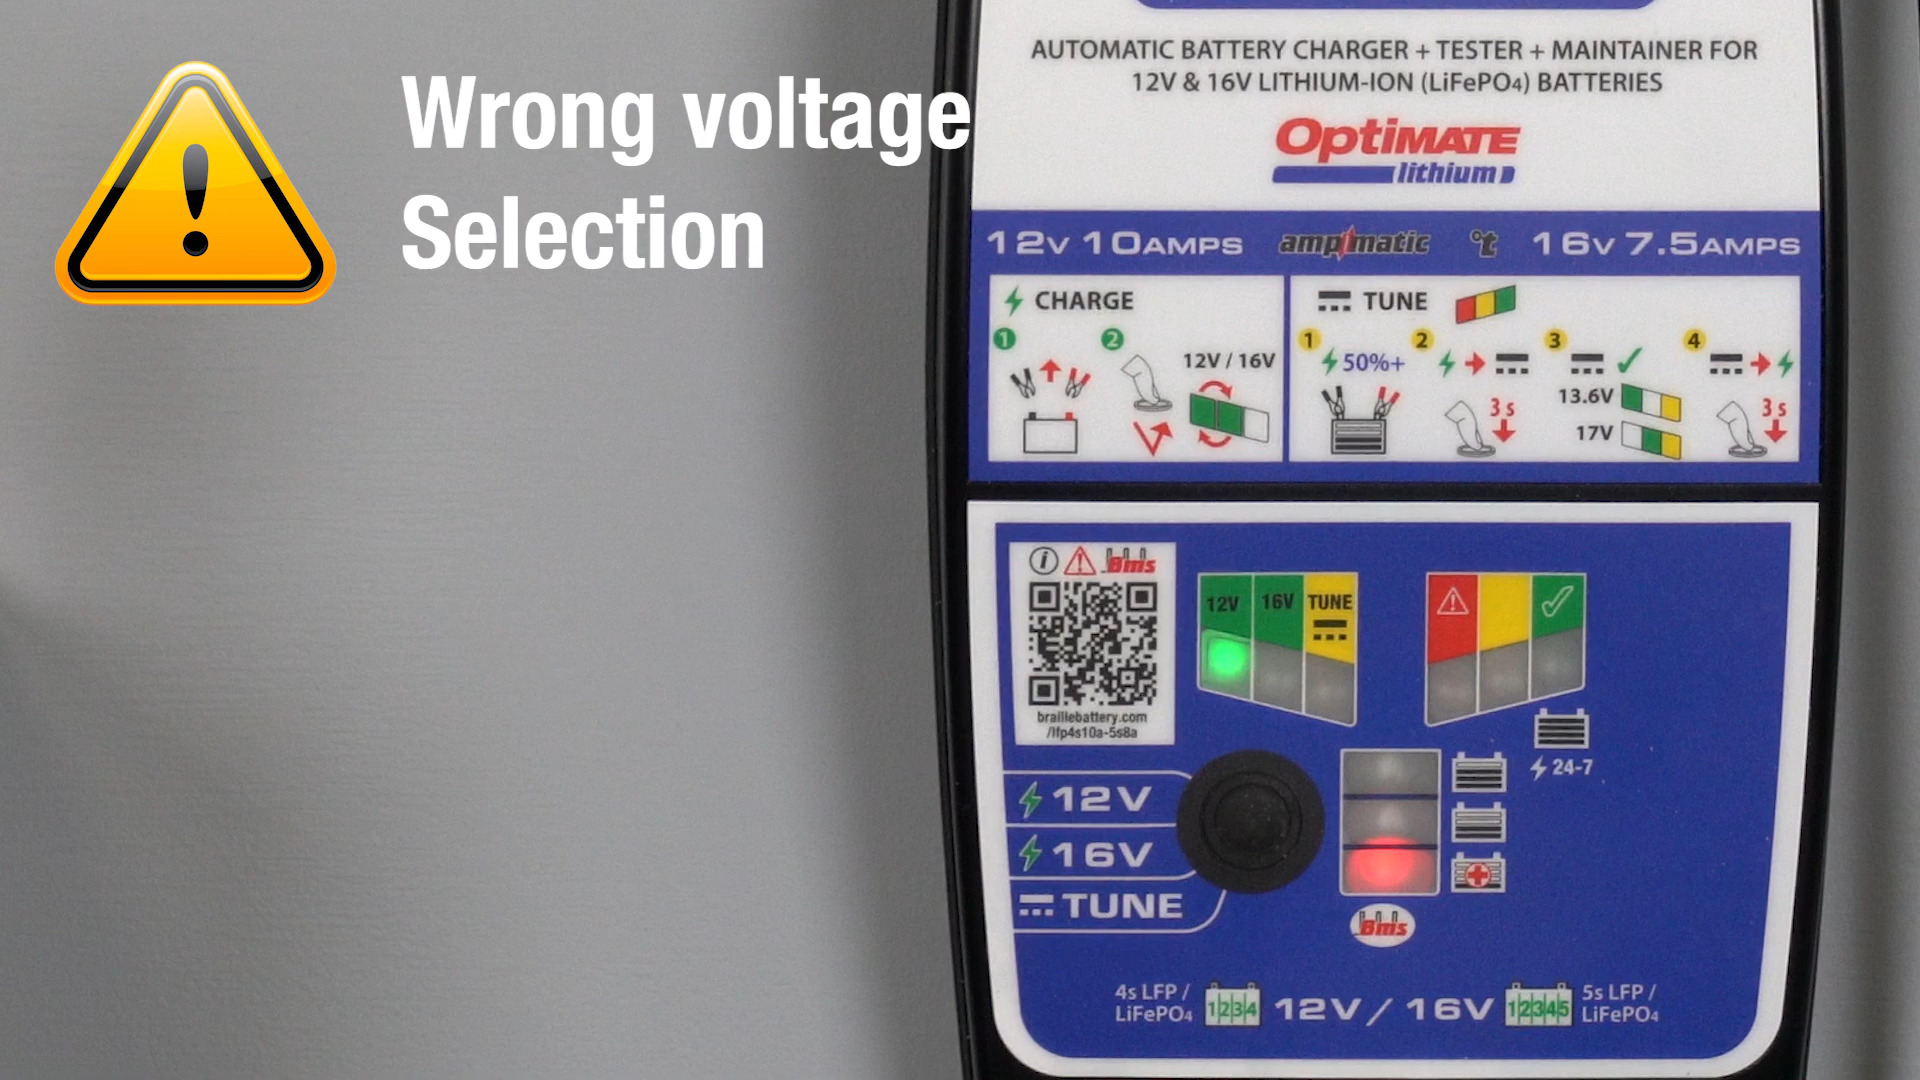 Wrong voltage
Selection
AUTOMATIC BATTERY CHARGER + TESTER + MAINTAINER FOR
12V & 16V LITHIUM-ION (LiFePO4) BATTERIES
OptiMATE
lithium
12V 10AMPS ampmatic °t 16V 7.5AMPS
CHARGE
1 2
12V / 16V
TUNE
1 2 3 4
50%+
13.6V
3 s 3 s
17V
i Bms
12V 16V TUNE
braillebattery.com
/lfp4s10a-5s8a
24-7
12V
16V
TUNE
Bms
4s LFP /
LiFePO4
1234
12V / 16V
12345
5s LFP /
LiFePO4